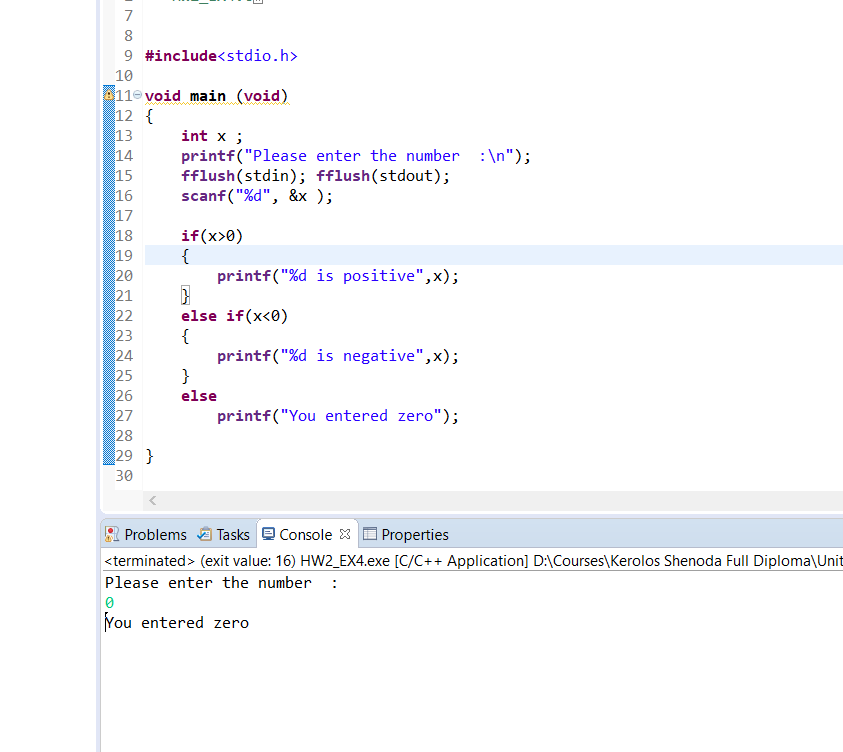 7
8
9 #include<stdio.h>
10
11 void main (void)
12 {
13 int x ;
14 printf("Please enter the number  :\n");
15 fflush(stdin); fflush(stdout);
16 scanf("%d", &x );
17
18 if(x>0)
19 {
20 printf("%d is positive",x);
21 }
22 else if(x<0)
23 {
24 printf("%d is negative",x);
25 }
26 else
27 printf("You entered zero");
28
29 }
30
Problems Tasks Console Properties
<terminated> (exit value: 16) HW2_EX4.exe [C/C++ Application] D:\Courses\Kerolos Shenoda Full Diploma\Unit
Please enter the number  :
0
You entered zero